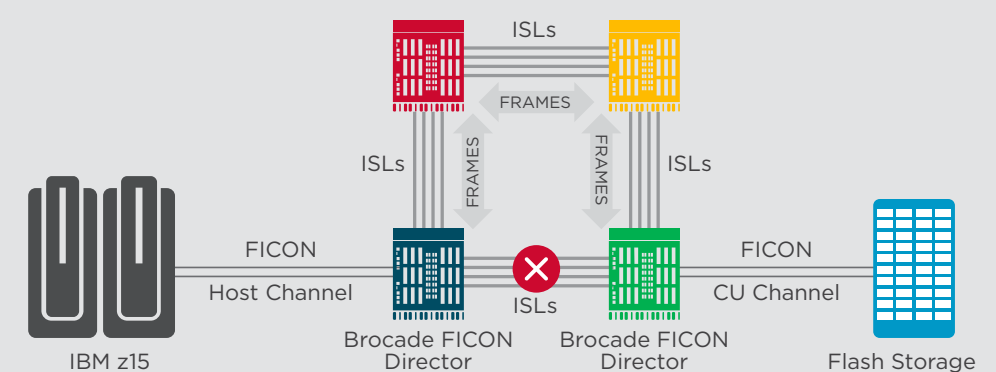 ISLs
FRAMES
ISLs
FRAMES
FRAMES
ISLs
FICON
Host Channel
ISLs
FICON
CU Channel
IBM z15
Brocade FICON
Director
Brocade FICON
Director
Flash Storage